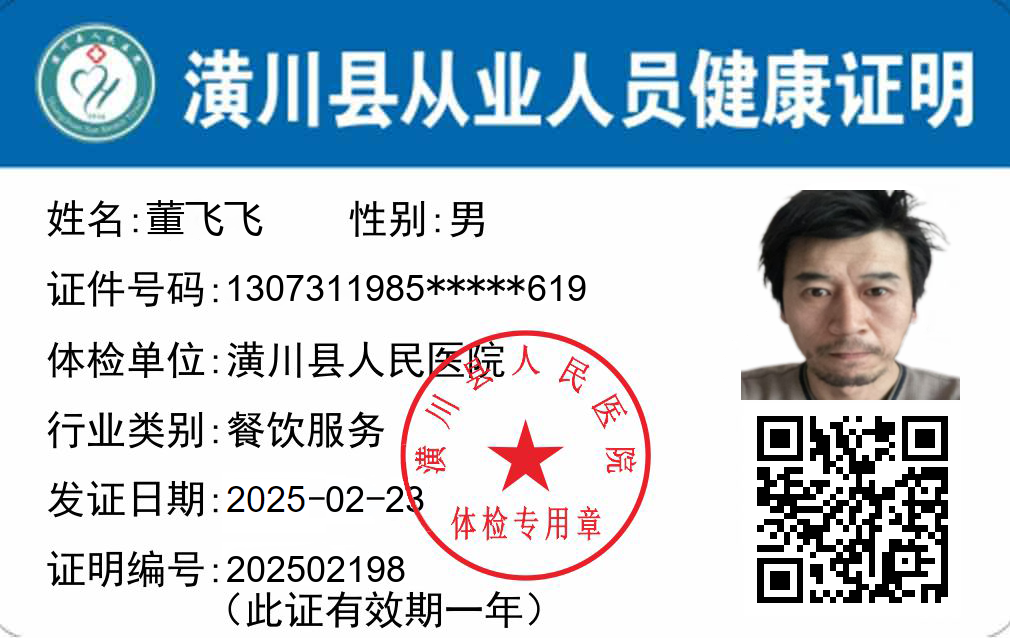 潢川县从业人员健康证明
姓名:董飞飞 性别:男
证件号码:1307311985*****619
体检单位:潢川县人民医院
行业类别:餐饮服务
发证日期:2025-02-23
证明编号:202502198
（此证有效期一年）
潢川县人民医院
体检专用章